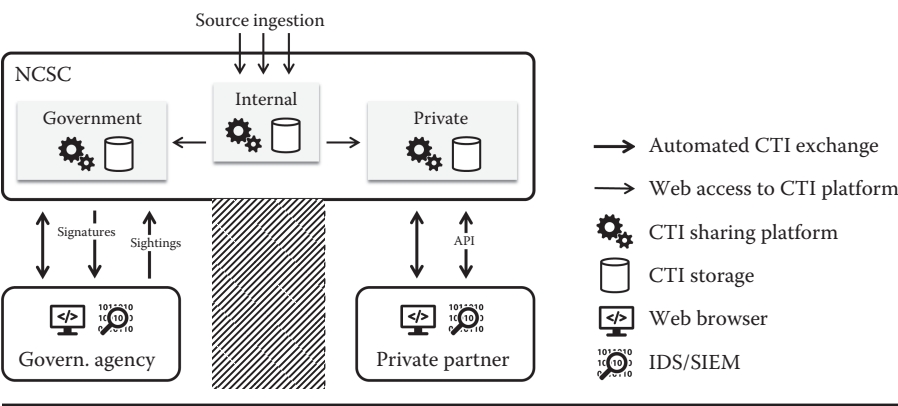 Source ingestion
NCSC
Internal
Government
Private
Signatures
Sightings
API
Govern. agency
Private partner
Automated CTI exchange
Web access to CTI platform
CTI sharing platform
CTI storage
Web browser
IDS/SIEM